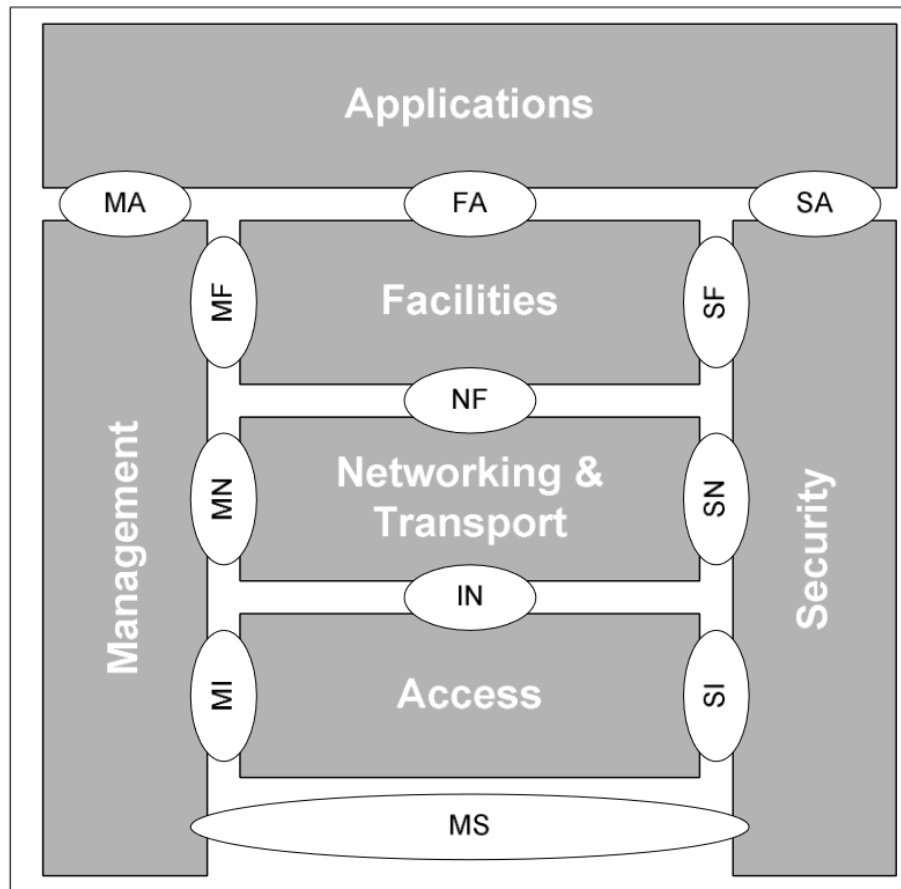 Applications
MA
FA
SA
MF
Facilities
SF
NF
Management
MN
Networking &
Transport
SN
Security
IN
MI
Access
SI
MS